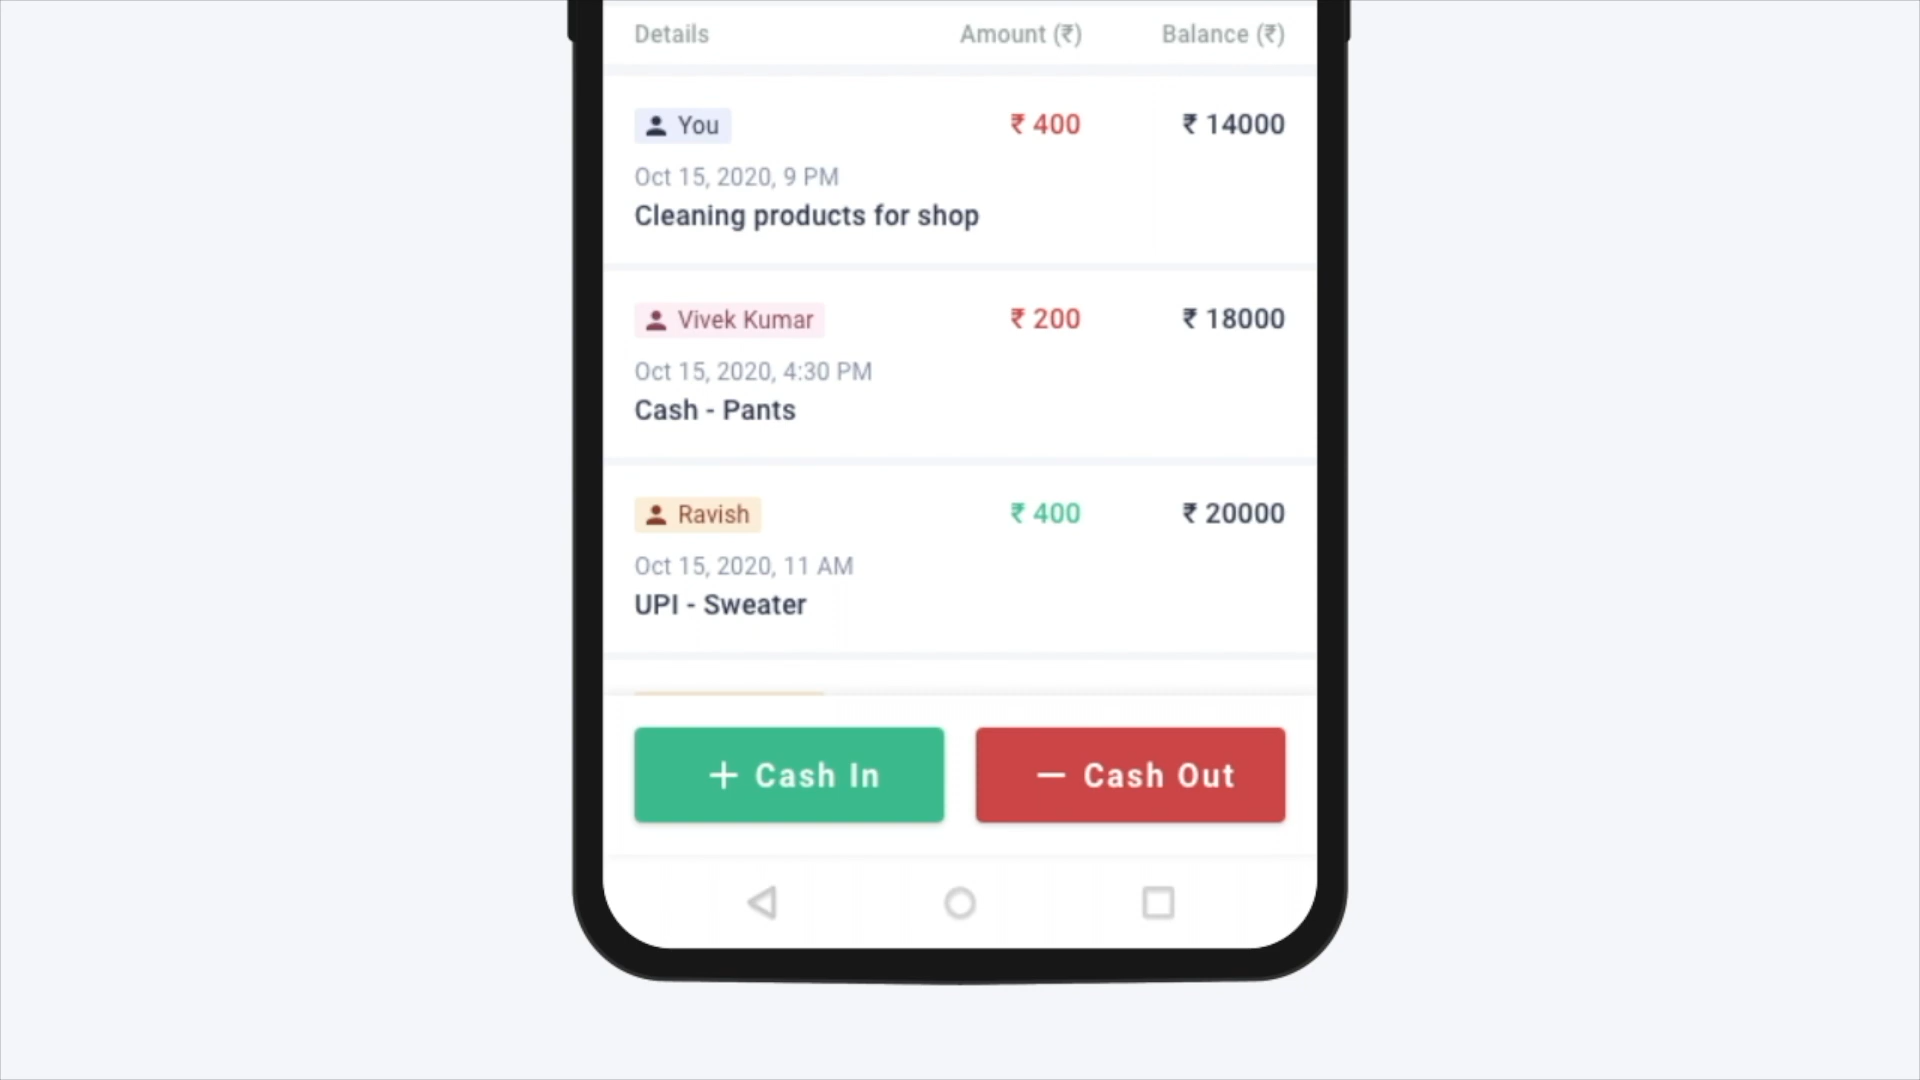 Details Amount (₹) Balance (₹)
You ₹ 400 ₹ 14000
Oct 15, 2020, 9 PM
Cleaning products for shop
Vivek Kumar ₹ 200 ₹ 18000
Oct 15, 2020, 4:30 PM
Cash - Pants
Ravish ₹ 400 ₹ 20000
Oct 15, 2020, 11 AM
UPI - Sweater
+ Cash In — Cash Out